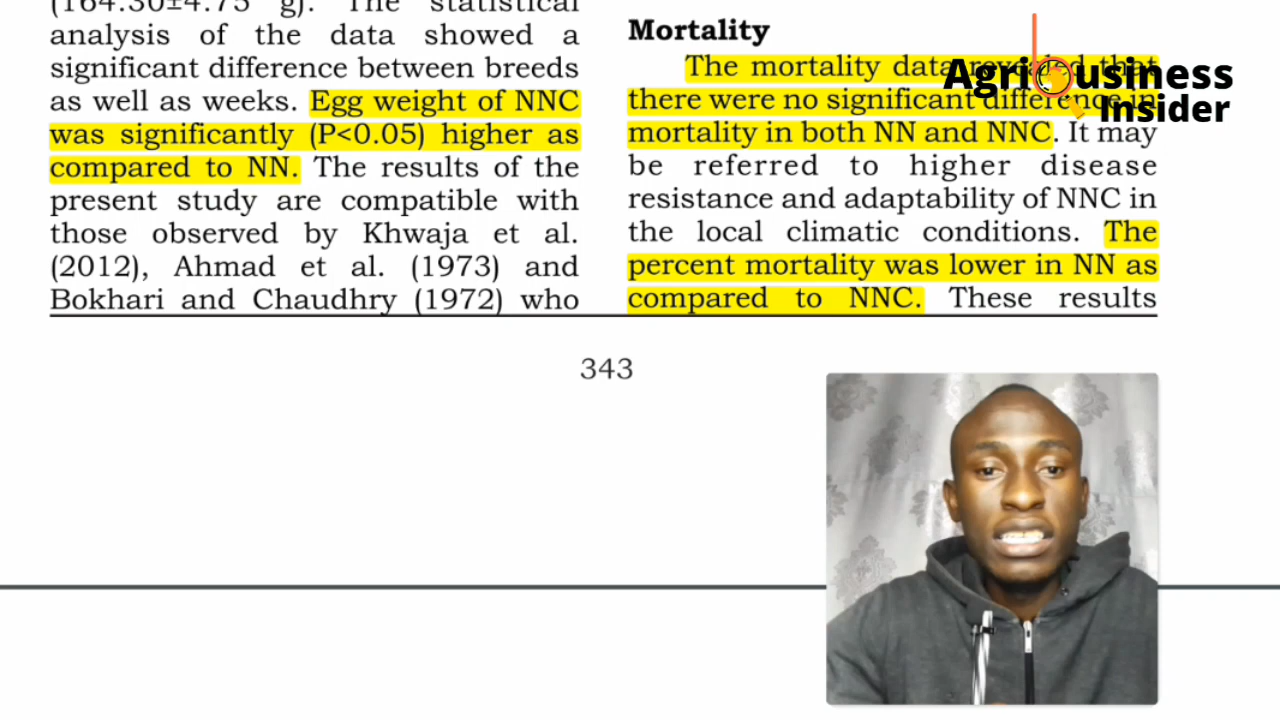 (164.30±4.75 g). The statistical
analysis of the data showed a
significant difference between breeds
as well as weeks. Egg weight of NNC
was significantly (P<0.05) higher as
compared to NN. The results of the
present study are compatible with
those observed by Khwaja et al.
(2012), Ahmad et al. (1973) and
Bokhari and Chaudhry (1972) who
Mortality
The mortality data revealed that
there were no significant difference in
mortality in both NN and NNC. It may
be referred to higher disease
resistance and adaptability of NNC in
the local climatic conditions. The
percent mortality was lower in NN as
compared to NNC. These results
343
Agribusiness
Insider